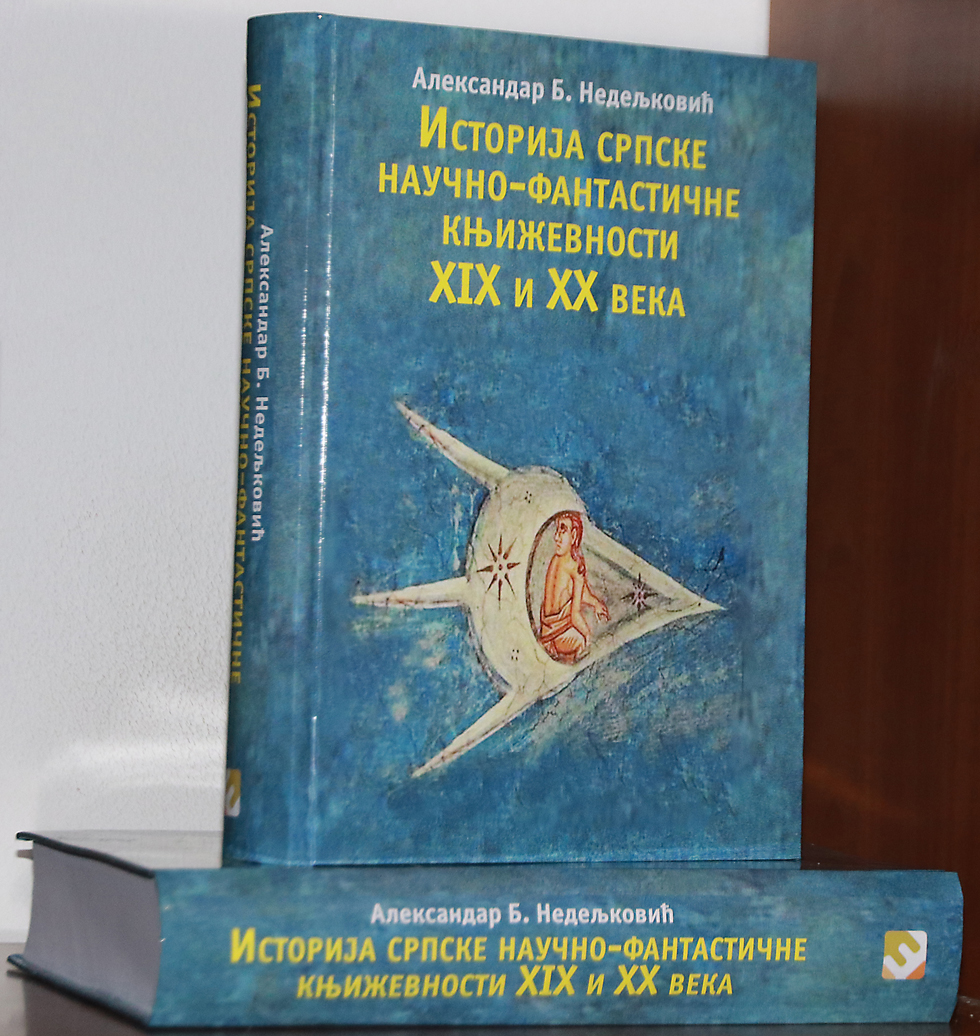 Александар Б. Недељковић
Историја српске
научно-фантастичне
књижевности
XIX и XX века
Александар Б. Недељковић
Историја српске научно-фантастичне
Александар Б. Недељковић
Историја српске научно-фантастичне
књижевности XIX и XX века